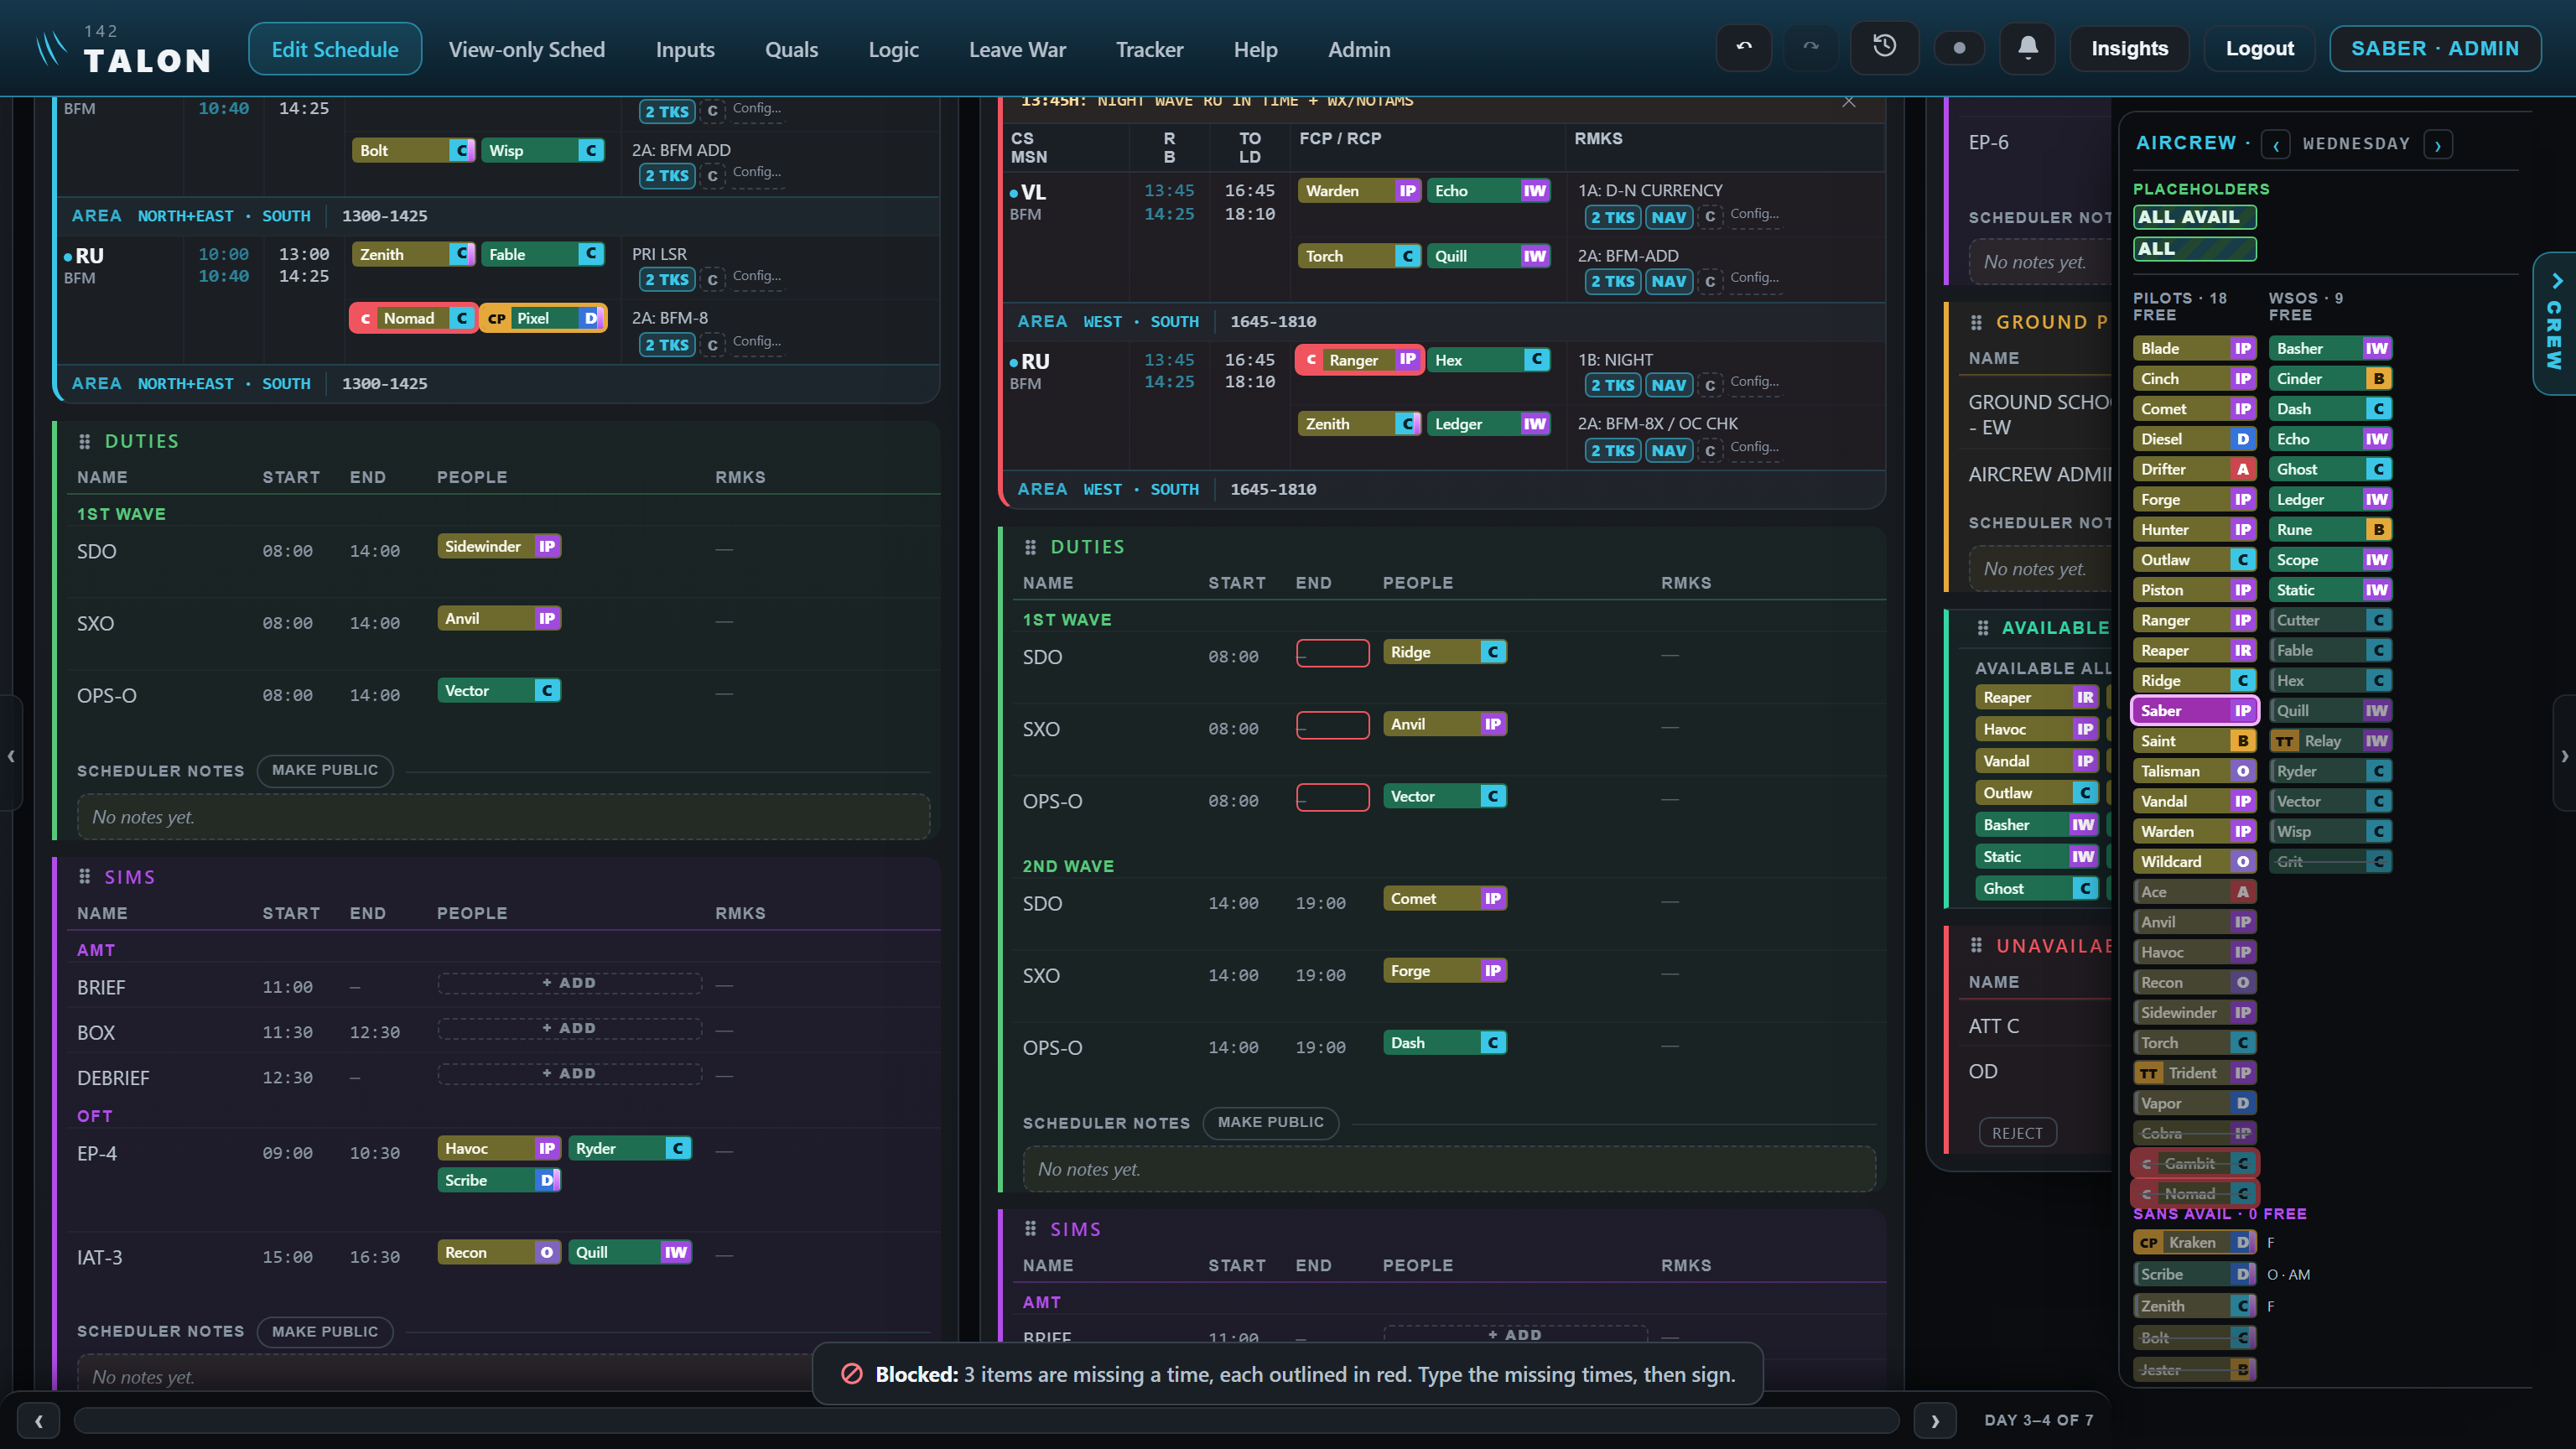 142
TALON
Edit Schedule
View-only Sched
Inputs
Quals
Logic
Leave War
Tracker
Help
Admin
Insights
Logout
SABER · ADMIN
BFM 10:40 14:25 2 TKS C Config...
Bolt C Wisp C 2A: BFM ADD
2 TKS C Config...
AREA NORTH+EAST · SOUTH 1300-1425
RU 10:00 13:00 Zenith C Fable C PRI LSR
BFM 10:40 14:25 2 TKS C Config...
C Nomad C CP Pixel D 2A: BFM-8
2 TKS C Config...
AREA NORTH+EAST · SOUTH 1300-1425
DUTIES
NAME START END PEOPLE RMKS
1ST WAVE
SDO 08:00 14:00 Sidewinder IP —
SXO 08:00 14:00 Anvil IP —
OPS-O 08:00 14:00 Vector C —
SCHEDULER NOTES MAKE PUBLIC
No notes yet.
SIMS
NAME START END PEOPLE RMKS
AMT
BRIEF 11:00 — + ADD —
BOX 11:30 12:30 + ADD —
DEBRIEF 12:30 — + ADD —
OFT
EP-4 09:00 10:30 Havoc IP Ryder C —
Scribe D
IAT-3 15:00 16:30 Recon O Quill IW —
SCHEDULER NOTES MAKE PUBLIC
No notes yet.
13:45H: NIGHT WAVE RU IN TIME + WX/NOTAMS
CS R TO FCP / RCP RMKS
MSN B LD
VL 13:45 16:45 Warden IP Echo IW 1A: D-N CURRENCY
BFM 14:25 18:10 2 TKS NAV C Config...
Torch C Quill IW 2A: BFM-ADD
2 TKS NAV C Config...
AREA WEST · SOUTH 1645-1810
RU 13:45 16:45 C Ranger IP Hex C 1B: NIGHT
BFM 14:25 18:10 2 TKS NAV C Config...
Zenith C Ledger IW 2A: BFM-8X / OC CHK
2 TKS NAV C Config...
AREA WEST · SOUTH 1645-1810
DUTIES
NAME START END PEOPLE RMKS
1ST WAVE
SDO 08:00 — Ridge C —
SXO 08:00 — Anvil IP —
OPS-O 08:00 — Vector C —
2ND WAVE
SDO 14:00 19:00 Comet IP —
SXO 14:00 19:00 Forge IP —
OPS-O 14:00 19:00 Dash C —
SCHEDULER NOTES MAKE PUBLIC
No notes yet.
SIMS
NAME START END PEOPLE RMKS
AMT
BRIEF 11:00 — + ADD —
EP-6
SCHEDULER NOT
No notes yet.
GROUND P
NAME
GROUND SCHO
- EW
AIRCREW ADMI
SCHEDULER NOT
No notes yet.
AVAILABLE
AVAILABLE ALL
Reaper IR
Havoc IP
Vandal IP
Outlaw C
Basher IW
Static IW
Ghost C
UNAVAILAB
NAME
ATT C
OD
REJECT
AIRCREW · ‹ WEDNESDAY ›
PLACEHOLDERS
ALL AVAIL
ALL
PILOTS · 18 WSOS · 9
FREE FREE
Blade IP Basher IW
Cinch IP Cinder B
Comet IP Dash C
Diesel D Echo IW
Drifter A Ghost C
Forge IP Ledger IW
Hunter IP Rune B
Outlaw C Scope IW
Piston IP Static IW
Ranger IP Cutter C
Reaper IR Fable C
Ridge C Hex C
Saber IP Quill IW
Saint B TT Relay IW
Talisman O Ryder C
Vandal IP Vector C
Warden IP Wisp C
Wildcard O Grit C
Ace A
Anvil IP
Havoc IP
Recon O
Sidewinder IP
Torch C
TT Trident IP
Vapor D
Cobra IP
C Gambit C
C Nomad C
SANS AVAIL · 0 FREE
CP Kraken D F
Scribe D O · AM
Zenith C F
Bolt C
Jester B
CREW
Blocked: 3 items are missing a time, each outlined in red. Type the missing times, then sign.
DAY 3–4 OF 7